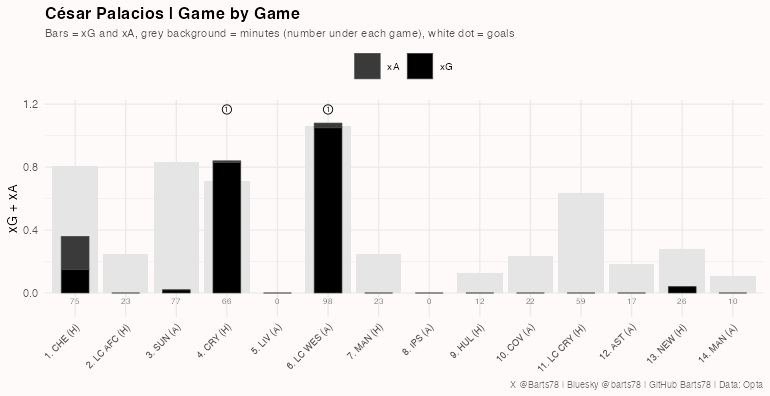 César Palacios | Game by Game
Bars = xG and xA, grey background = minutes (number under each game), white dot = goals
xA xG
1.2
0.8
0.4
0.0
xG + xA
1 1
75 23 77 66 0 98 23 0 12 22 59 17 26 10
1. CHE (H)
2. LC AFC (H)
3. SUN (A)
4. CRY (H)
5. LIV (A)
6. LC WES (A)
7. MAN (H)
8. IPS (A)
9. HUL (H)
10. COV (A)
11. LC CRY (H)
12. AST (A)
13. NEW (H)
14. MAN (A)
X @Barts78 | Bluesky @barts78 | GitHub Barts78 | Data: Opta